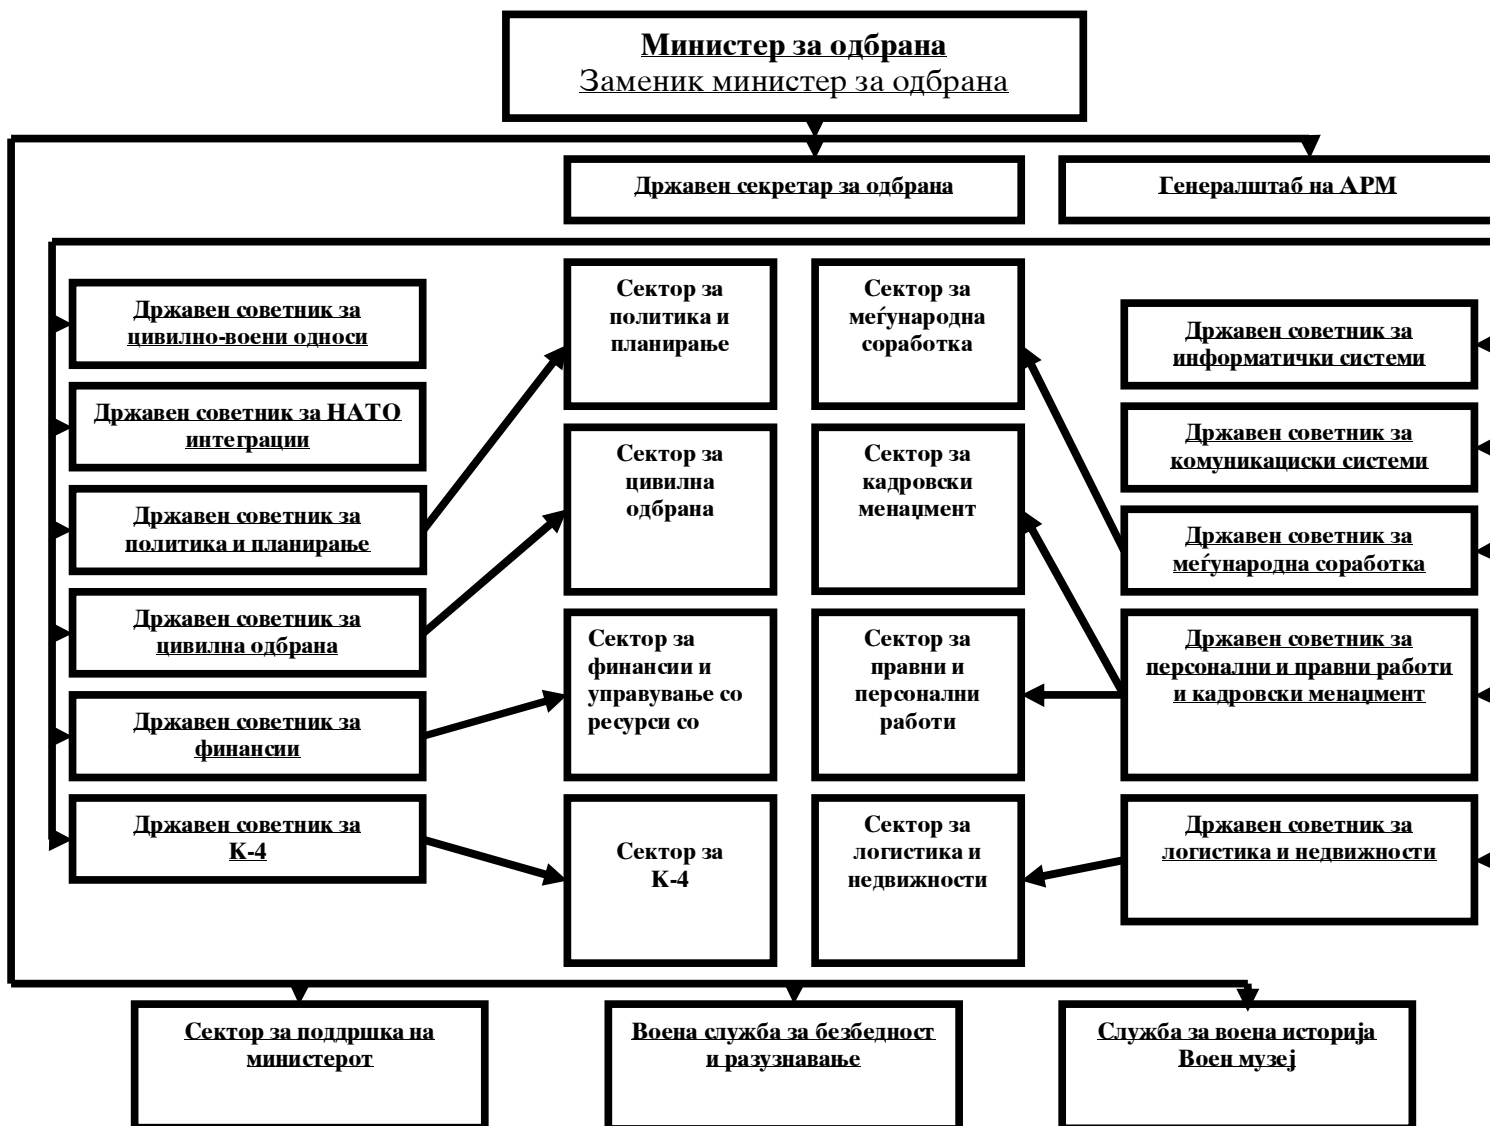 Министер за одбрана
Заменик министер за одбрана
Државен секретар за одбрана
Генералштаб на АРМ
Државен советник за
цивилно-воени односи
Државен советник за НАТО
интеграции
Државен советник за
политика и планирање
Државен советник за
цивилна одбрана
Државен советник за
финансии
Државен советник за
К-4
Сектор за
политика и
планирање
Сектор за
цивилна
одбрана
Сектор за
финансии и
управување со
ресурси со
Сектор за
К-4
Сектор за
меѓународна
соработка
Сектор за
кадровски
менаџмент
Сектор за
правни и
персонални
работи
Сектор за
логистика и
недвижности
Државен советник за
информатички системи
Државен советник за
комуникациски системи
Државен советник за
меѓународна соработка
Државен советник за
персонални и правни работи
и кадровски менаџмент
Државен советник за
логистика и недвижности
Сектор за поддршка на
министерот
Воена служба за безбедност
и разузнавање
Служба за воена историја
Воен музеј